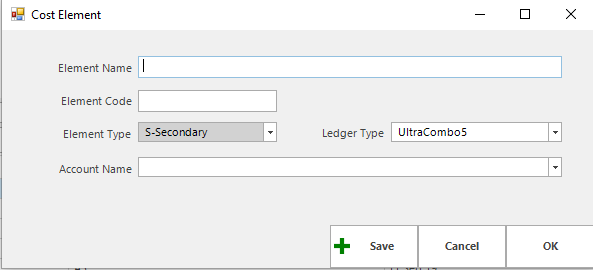 Cost Element
Element Name
Element Code
Element Type S-Secondary Ledger Type UltraCombo5
Account Name
Save Cancel OK